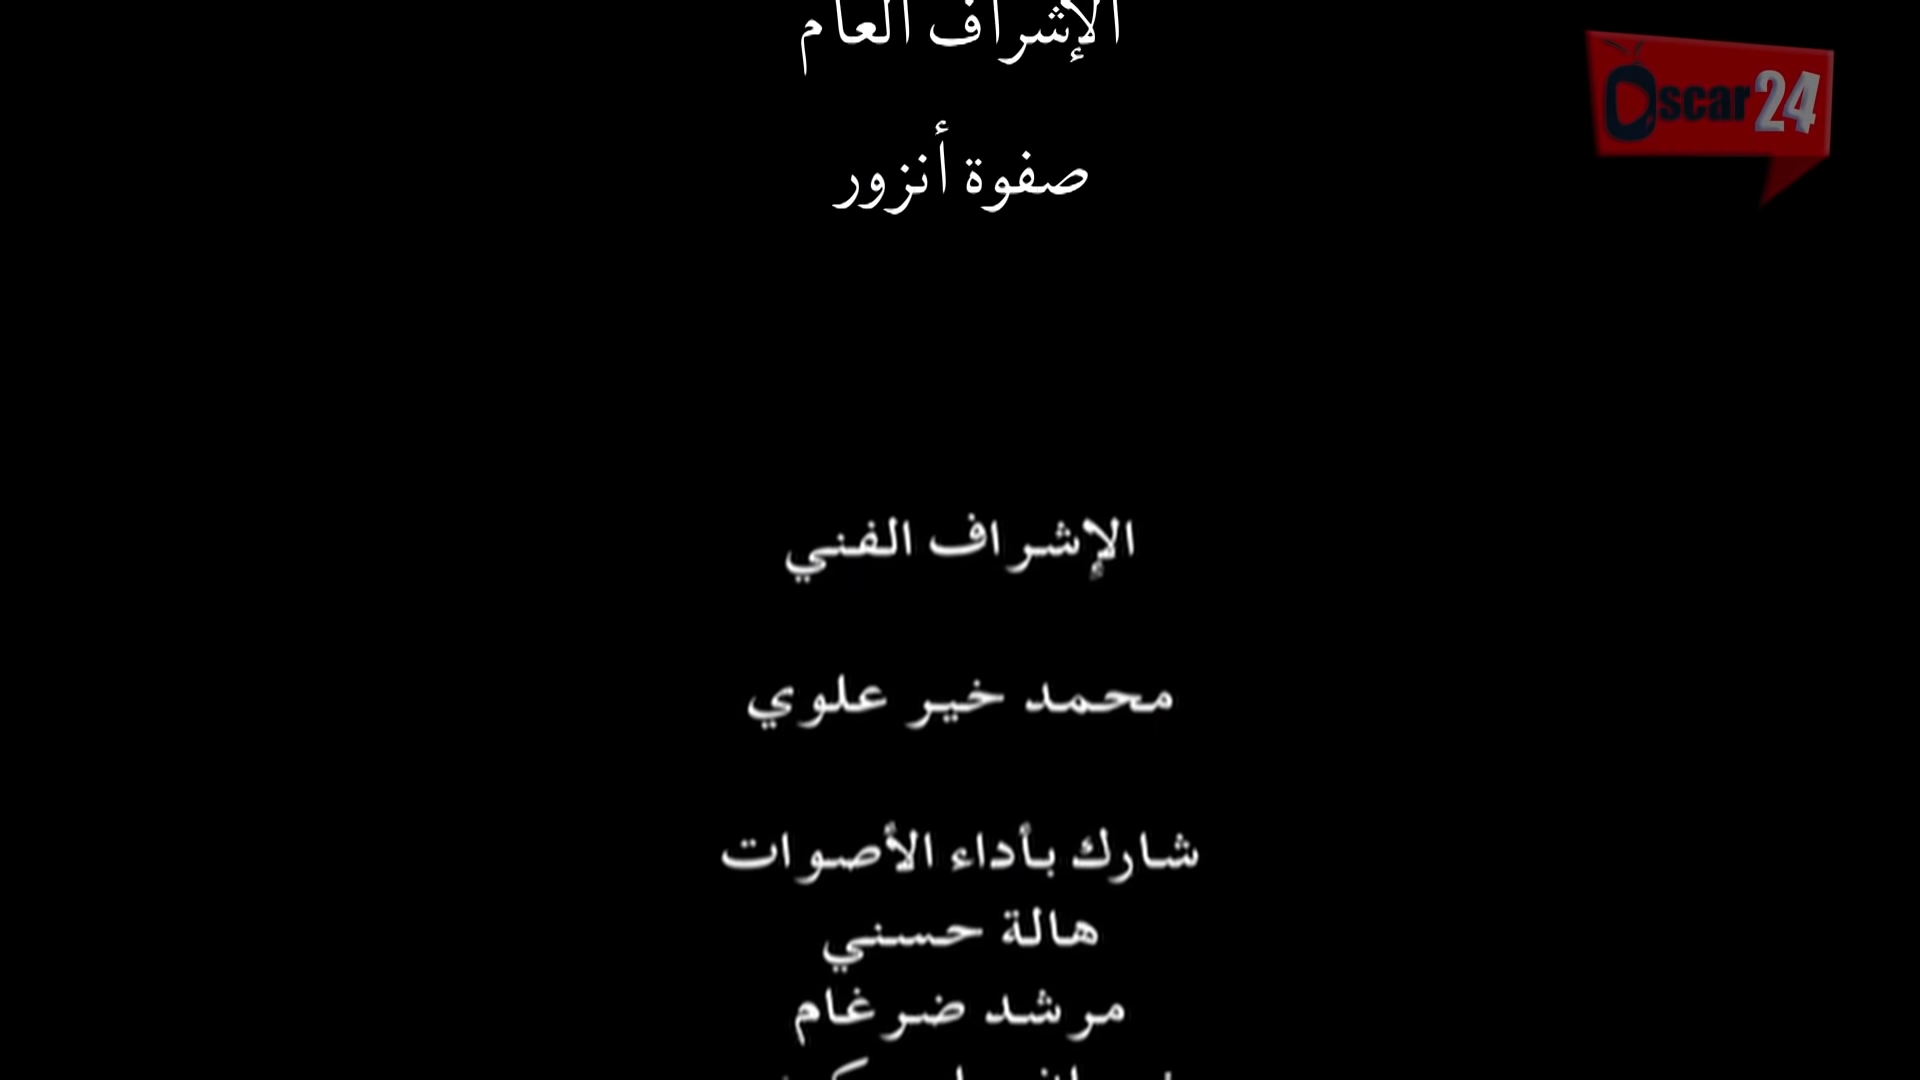 الإشراف العام
Oscar24
صفوة أنزور
الإشراف الفني
محمد خير علوي
شارك بأداء الأصوات
هالة حسني
مرشد ضرغام